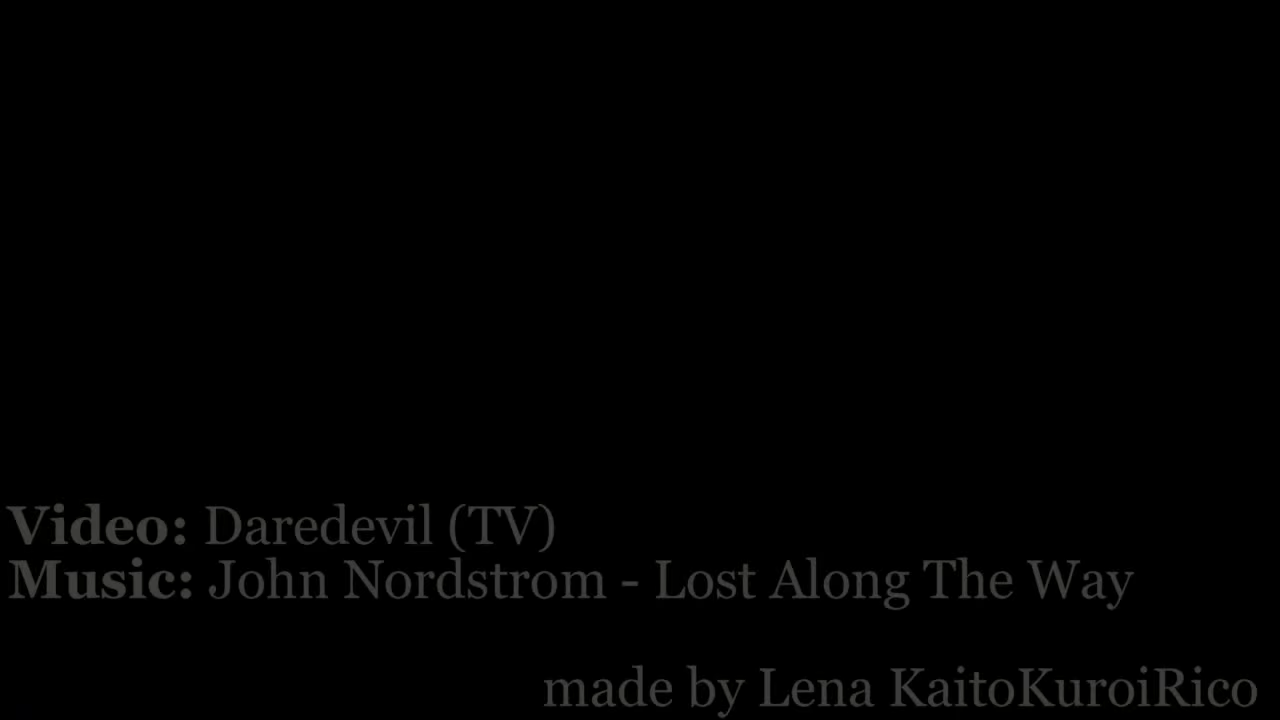 Video: Daredevil (TV)
Music: John Nordstrom - Lost Along The Way
made by Lena KaitoKuroiRico